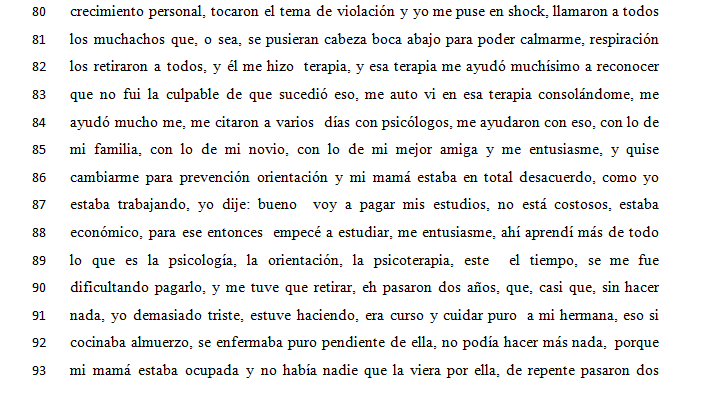 80 crecimiento personal, tocaron el tema de violación y yo me puse en shock, llamaron a todos
81 los muchachos que, o sea, se pusieran cabeza boca abajo para poder calmarme, respiración
82 los retiraron a todos, y él me hizo terapia, y esa terapia me ayudó muchísimo a reconocer
83 que no fui la culpable de que sucedió eso, me auto vi en esa terapia consolándome, me
84 ayudó mucho me, me citaron a varios días con psicólogos, me ayudaron con eso, con lo de
85 mi familia, con lo de mi novio, con lo de mi mejor amiga y me entusiasme, y quise
86 cambiarme para prevención orientación y mi mamá estaba en total desacuerdo, como yo
87 estaba trabajando, yo dije: bueno voy a pagar mis estudios, no está costosos, estaba
88 económico, para ese entonces empecé a estudiar, me entusiasme, ahí aprendí más de todo
89 lo que es la psicología, la orientación, la psicoterapia, este el tiempo, se me fue
90 dificultando pagarlo, y me tuve que retirar, eh pasaron dos años, que, casi que, sin hacer
91 nada, yo demasiado triste, estuve haciendo, era curso y cuidar puro a mi hermana, eso si
92 cocinaba almuerzo, se enfermaba puro pendiente de ella, no podía hacer más nada, porque
93 mi mamá estaba ocupada y no había nadie que la viera por ella, de repente pasaron dos